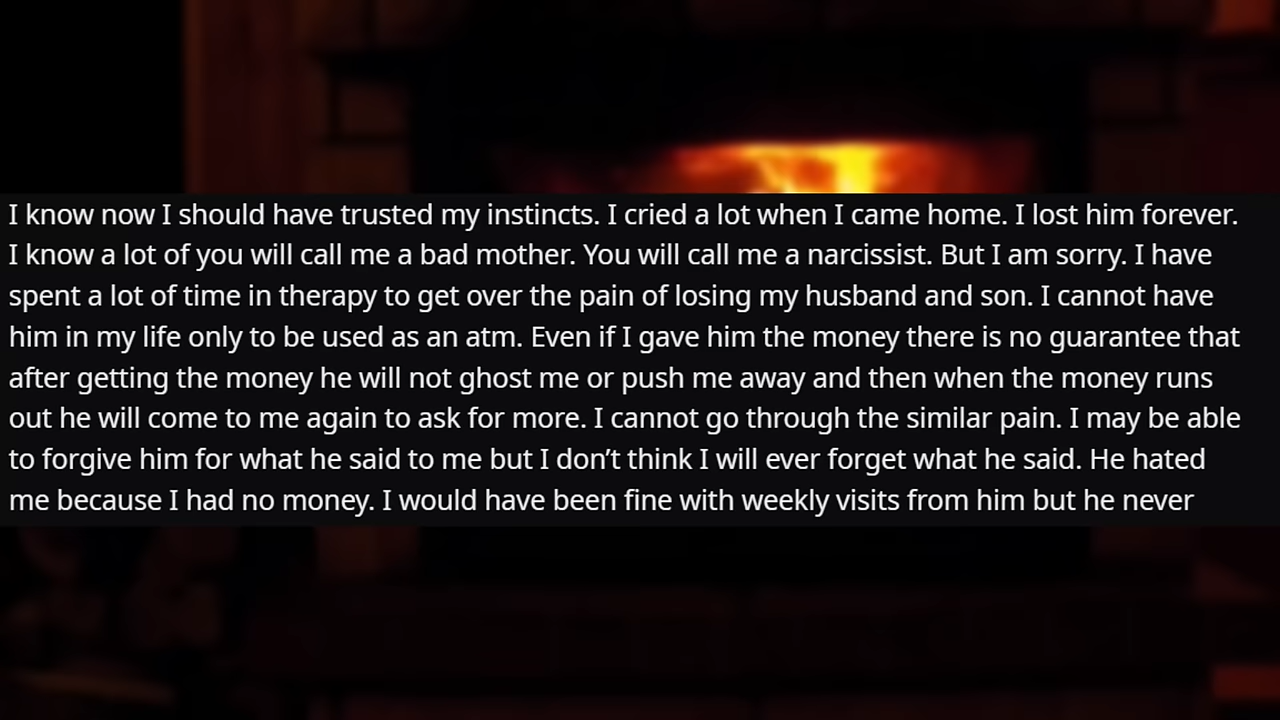 I know now I should have trusted my instincts. I cried a lot when I came home. I lost him forever.
I know a lot of you will call me a bad mother. You will call me a narcissist. But I am sorry. I have
spent a lot of time in therapy to get over the pain of losing my husband and son. I cannot have
him in my life only to be used as an atm. Even if I gave him the money there is no guarantee that
after getting the money he will not ghost me or push me away and then when the money runs
out he will come to me again to ask for more. I cannot go through the similar pain. I may be able
to forgive him for what he said to me but I don’t think I will ever forget what he said. He hated
me because I had no money. I would have been fine with weekly visits from him but he never